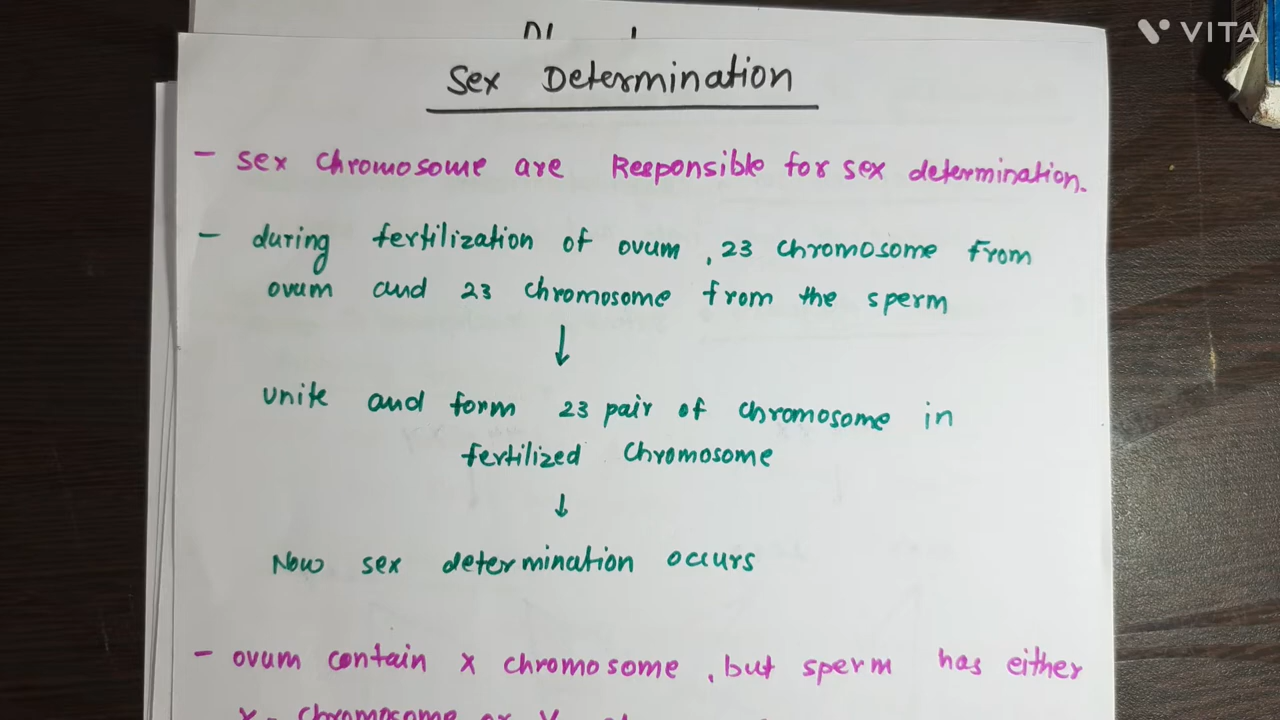 VITA
Sex Determination
- sex chromosome are Responsible for sex determination.
- during fertilization of ovum , 23 chromosome from
ovum and 23 chromosome from the sperm
↓
unite and form 23 pair of chromosome in
fertilized chromosome
↓
Now sex determination occurs
- ovum contain x chromosome , but sperm has either
x - chromosome or Y